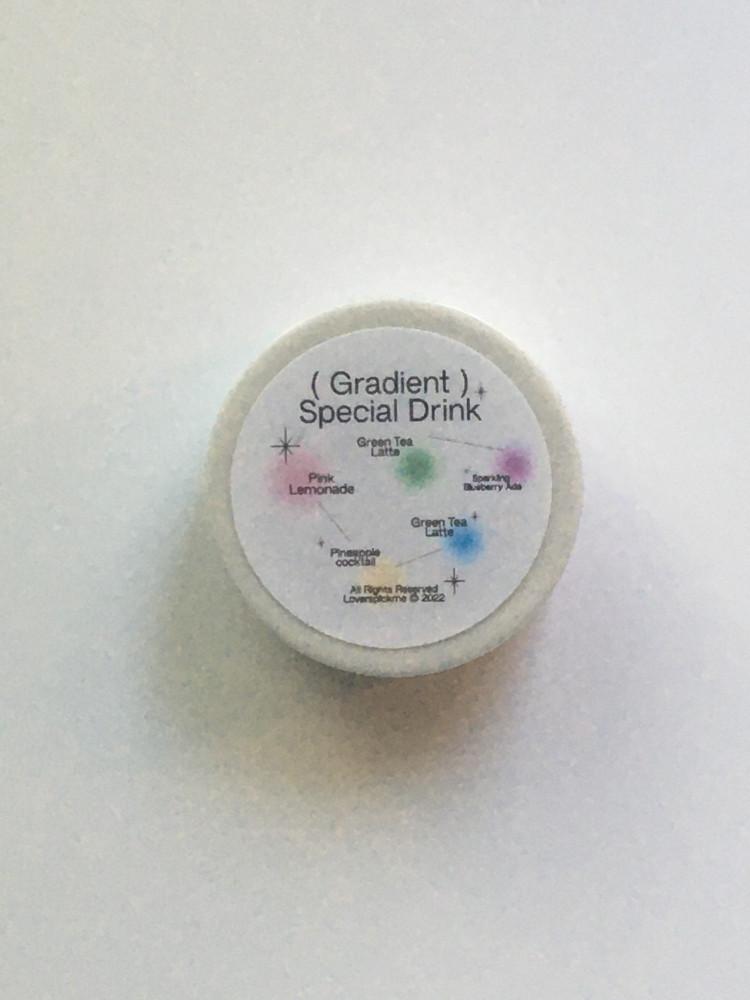 ( Gradient )
Special Drink
Green Tea
Latte
Pink
Lemonade
Sparkling
Blueberry Ade
Green Tea
Latte
Pineapple
cocktail
All Rights Reserved
Loverspickme © 2022